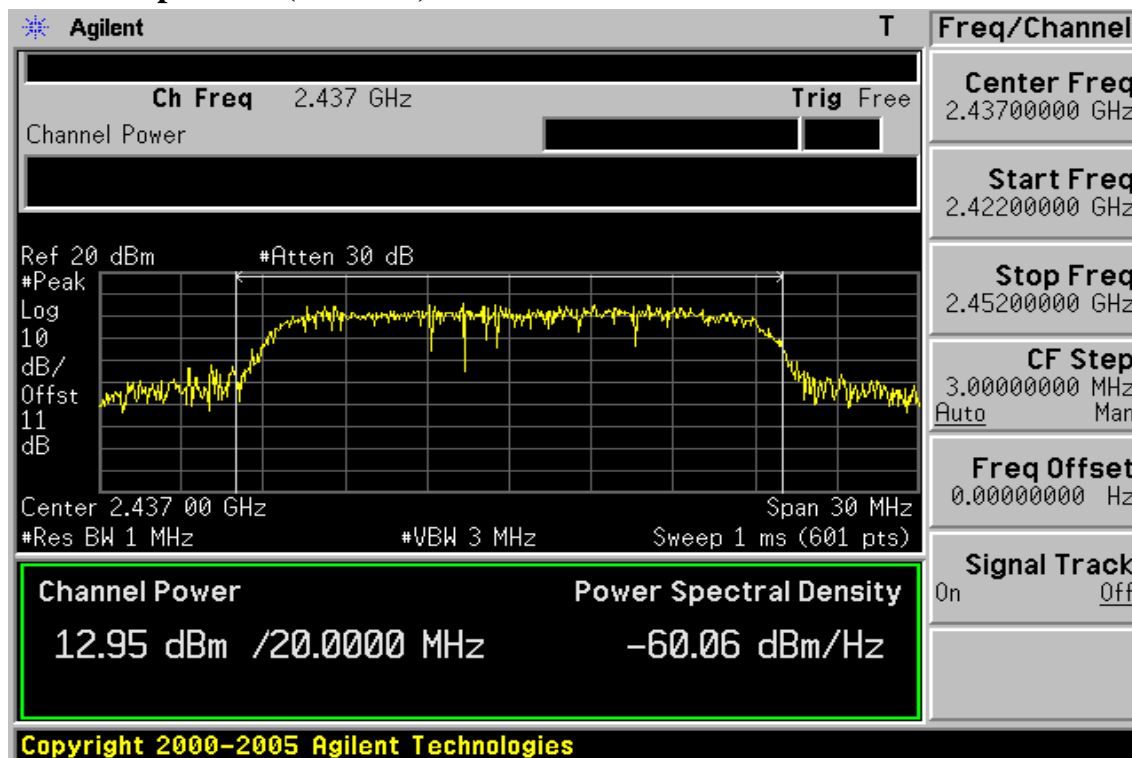 Agilent T Freq/Channel
Ch Freq 2.437 GHz Trig Free
Channel Power
Center Freq
2.43700000 GHz
Start Freq
2.42200000 GHz
Stop Freq
2.45200000 GHz
CF Step
3.00000000 MHz
Auto Man
Freq Offset
0.00000000 Hz
Signal Track
On Off
Ref 20 dBm #Atten 30 dB
#Peak
Log
10
dB/
Offst
11
dB
Center 2.437 00 GHz Span 30 MHz
#Res BW 1 MHz #VBW 3 MHz Sweep 1 ms (601 pts)
Channel Power Power Spectral Density
12.95 dBm /20.0000 MHz -60.06 dBm/Hz
Copyright 2000-2005 Agilent Technologies